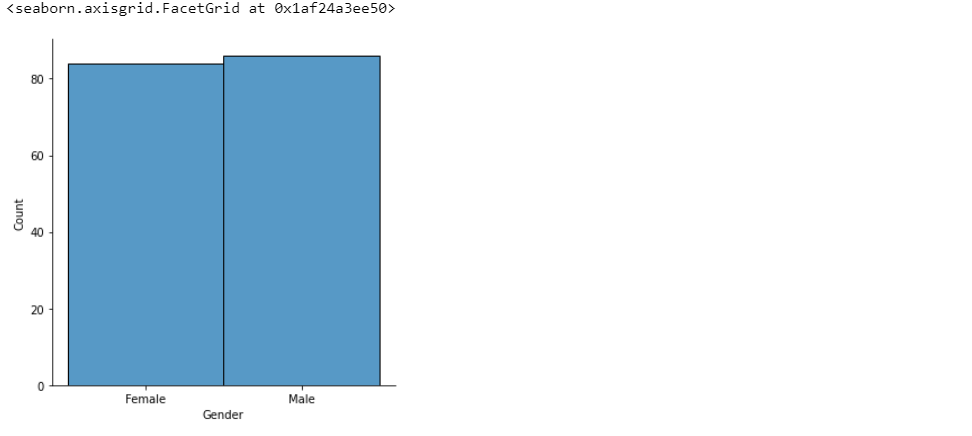 <seaborn.axisgrid.FacetGrid at 0x1af24a3ee50>
80
60
40
20
0
Count
Female Male
Gender